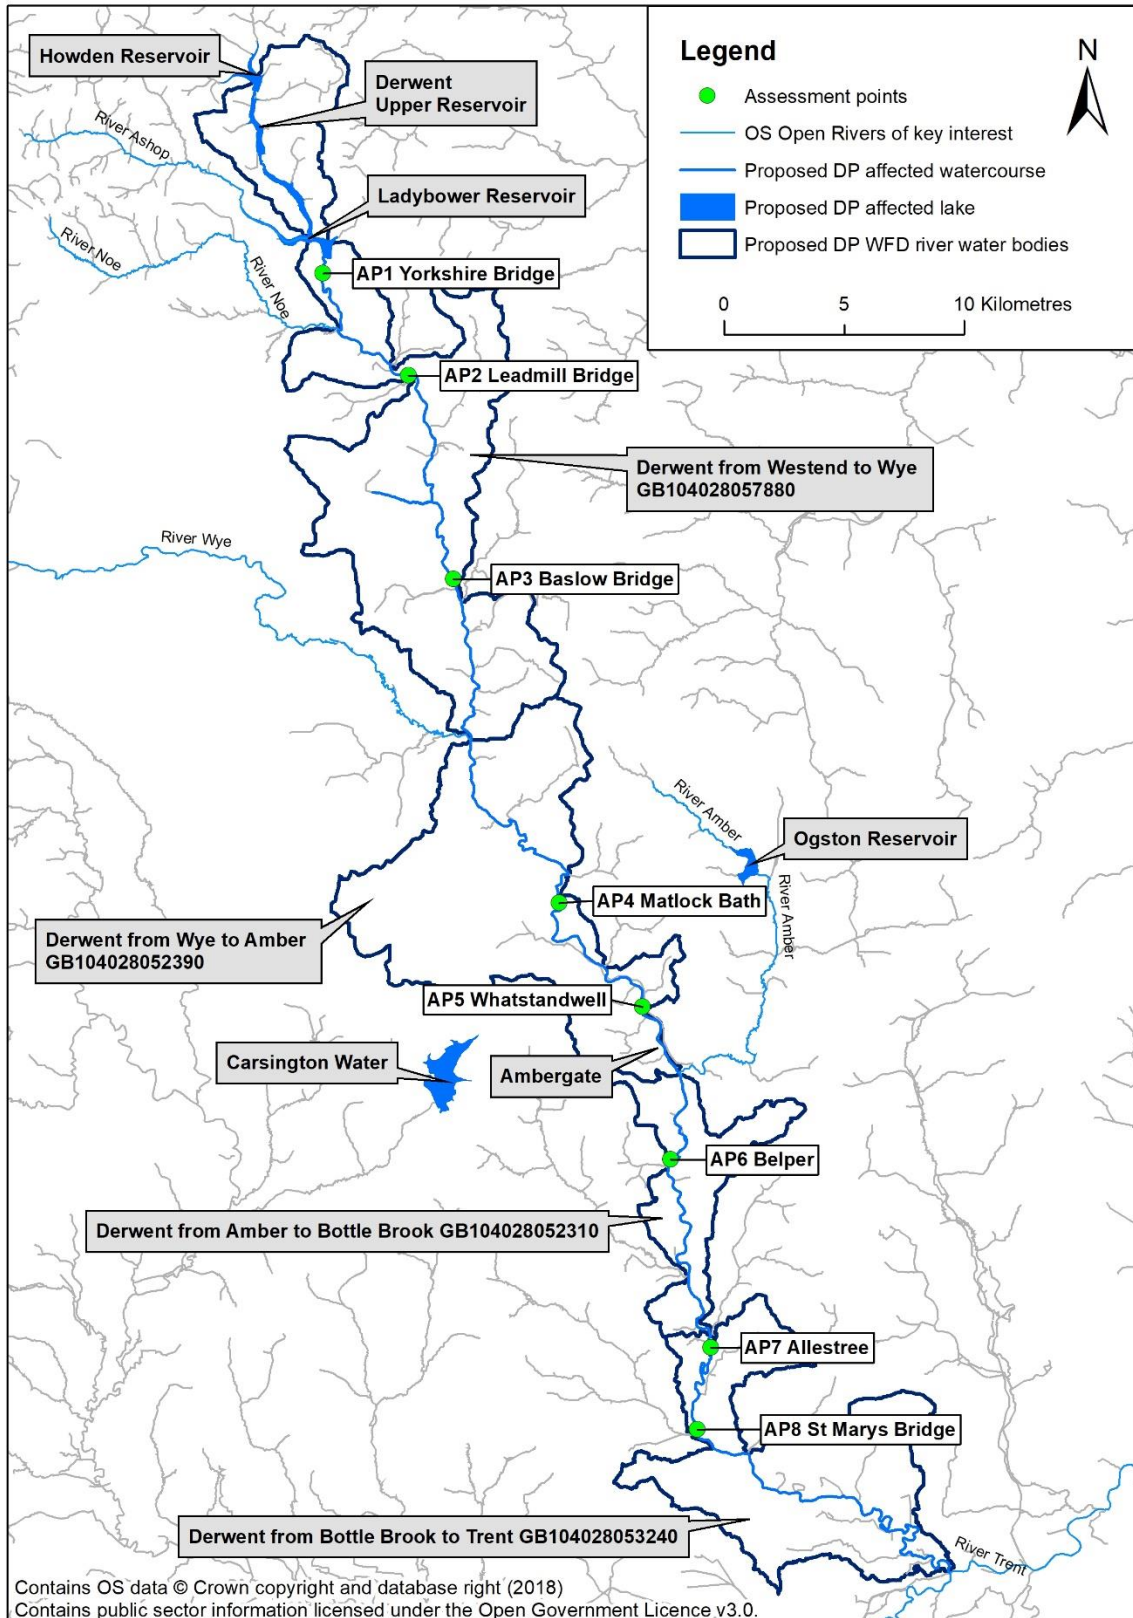 Howden Reservoir
Derwent
Upper Reservoir
River Ashop
Ladybower Reservoir
River Noe
River Noe
AP1 Yorkshire Bridge
AP2 Leadmill Bridge
Legend
N
Assessment points
OS Open Rivers of key interest
Proposed DP affected watercourse
Proposed DP affected lake
Proposed DP WFD river water bodies
0 5 10 Kilometres
Derwent from Westend to Wye
GB104028057880
River Wye
AP3 Baslow Bridge
River Amber
Ogston Reservoir
River Amber
AP4 Matlock Bath
Derwent from Wye to Amber
GB104028052390
AP5 Whatstandwell
Carsington Water
Ambergate
AP6 Belper
Derwent from Amber to Bottle Brook GB104028052310
AP7 Allestree
AP8 St Marys Bridge
Derwent from Bottle Brook to Trent GB104028053240
River Trent
Contains OS data © Crown copyright and database right (2018)
Contains public sector information licensed under the Open Government Licence v3.0.